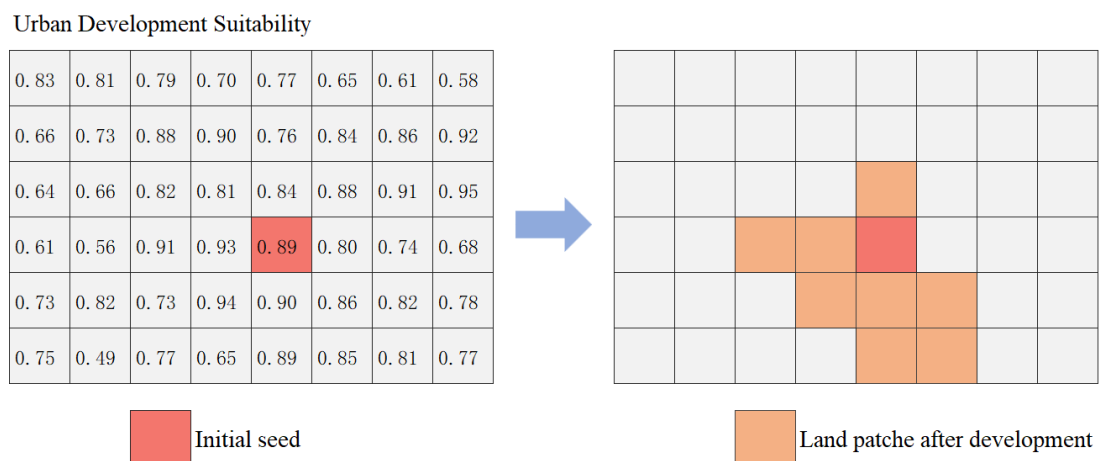 Urban Development Suitability
0.83 0.81 0.79 0.70 0.77 0.65 0.61 0.58
0.66 0.73 0.88 0.90 0.76 0.84 0.86 0.92
0.64 0.66 0.82 0.81 0.84 0.88 0.91 0.95
0.61 0.56 0.91 0.93 0.89 0.80 0.74 0.68
0.73 0.82 0.73 0.94 0.90 0.86 0.82 0.78
0.75 0.49 0.77 0.65 0.89 0.85 0.81 0.77
Initial seed
Land patche after development